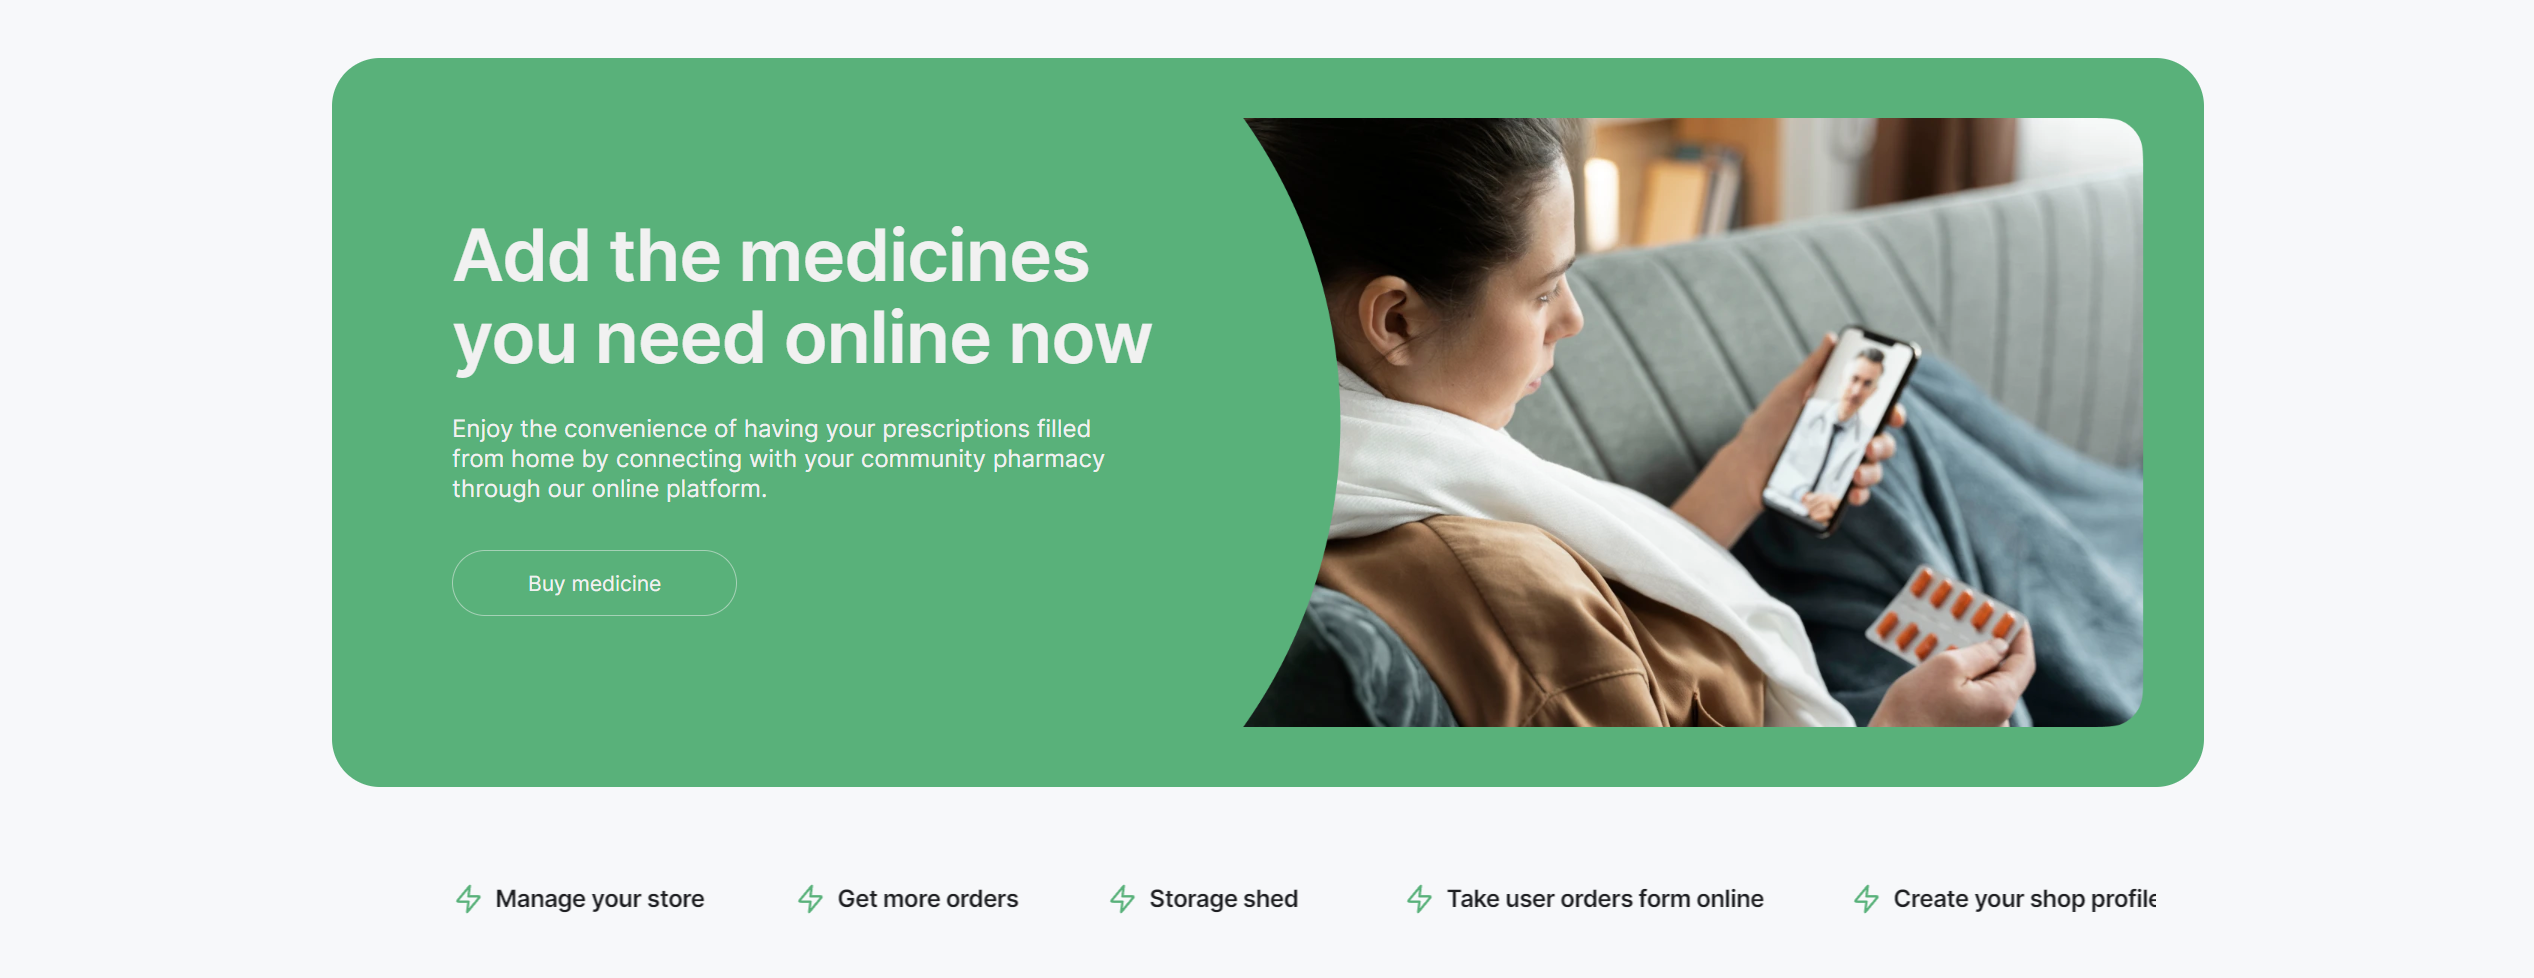 Add the medicines
you need online now
Enjoy the convenience of having your prescriptions filled
from home by connecting with your community pharmacy
through our online platform.
Buy medicine
Manage your store
Get more orders
Storage shed
Take user orders form online
Create your shop profile